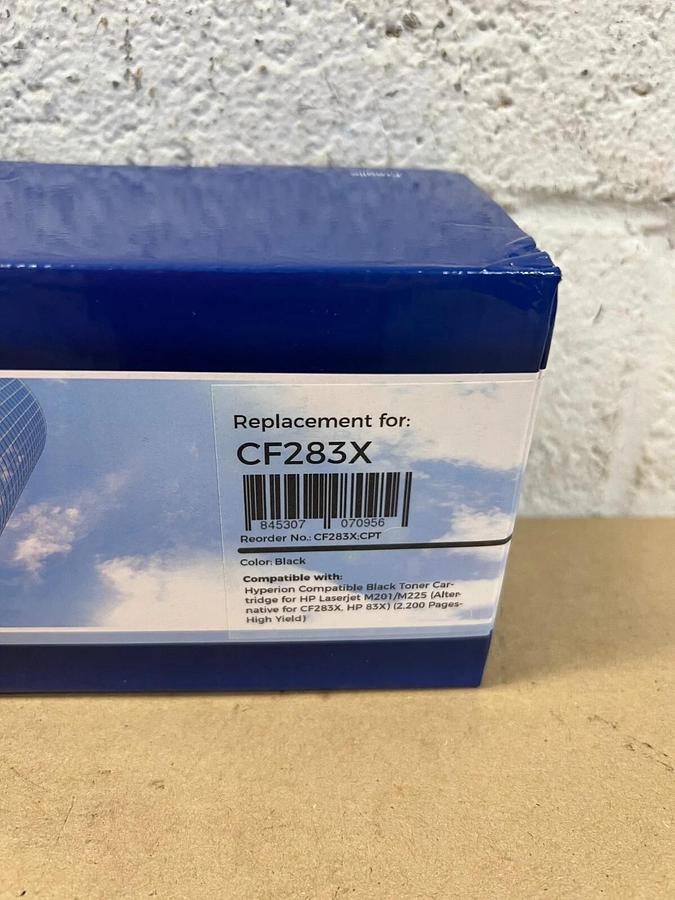 Replacement for:
CF283X
845307 070956
Reorder No.: CF283X;CPT
Color: Black
Compatible with:
Hyperion Compatible Black Toner Car-
tridge for HP Laserjet M201/M225 (Alter-
native for CF283X, HP 83X) (2,200 Pages-
High Yield)